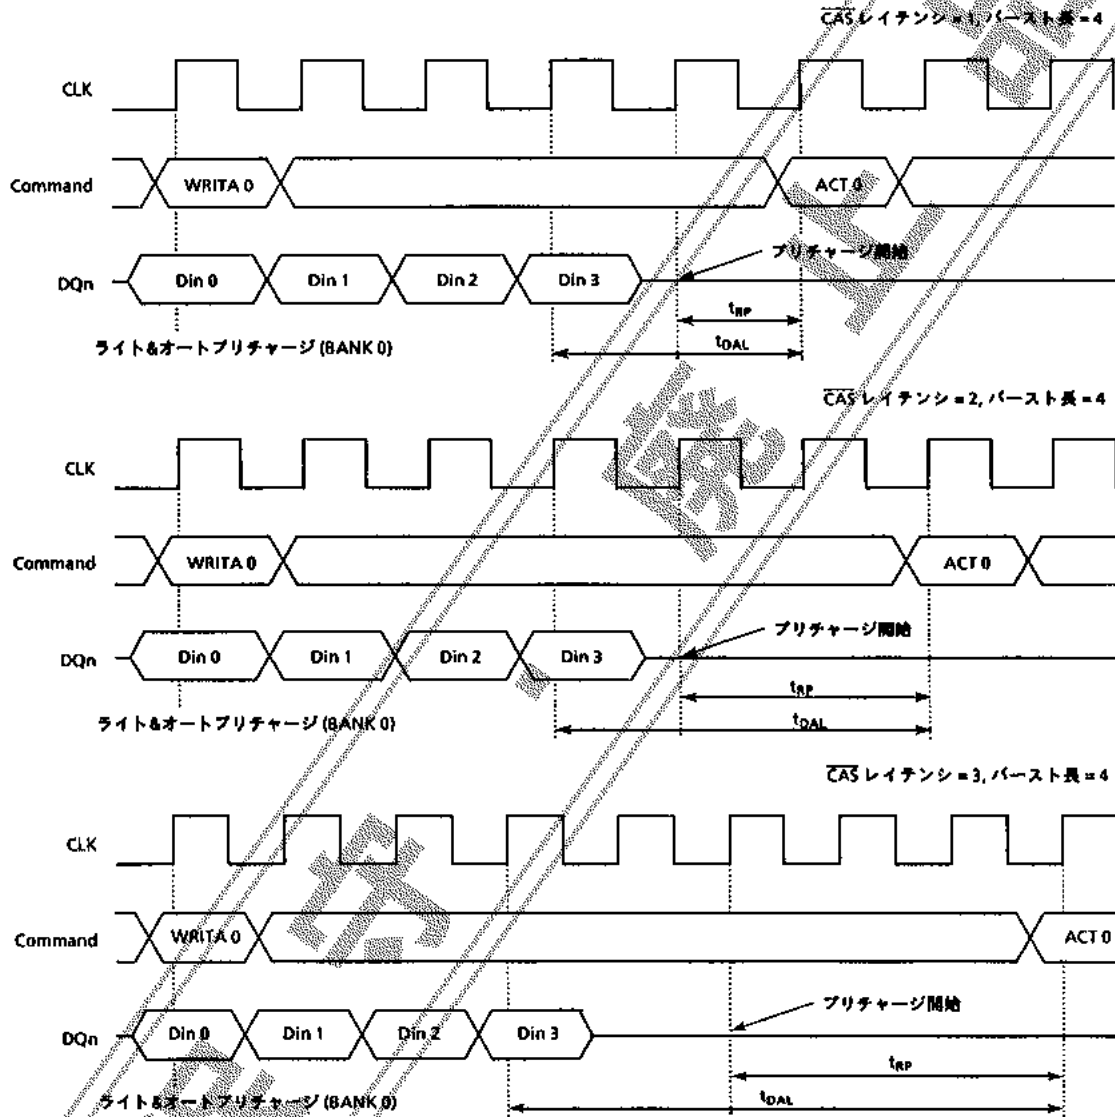 CAS レイテンシ = 1, バースト長 = 4
CLK
Command WRITA 0 ACT 0
プリチャージ開始
DQn Din 0 Din 1 Din 2 Din 3
tRP
ライト&オートプリチャージ (BANK 0) tDAL
CAS レイテンシ = 2, バースト長 = 4
CLK
Command WRITA 0 ACT 0
プリチャージ開始
DQn Din 0 Din 1 Din 2 Din 3
tRP
ライト&オートプリチャージ (BANK 0) tDAL
CAS レイテンシ = 3, バースト長 = 4
CLK
Command WRITA 0 ACT 0
プリチャージ開始
DQn Din 0 Din 1 Din 2 Din 3
tRP
ライト&オートプリチャージ (BANK 0) tDAL